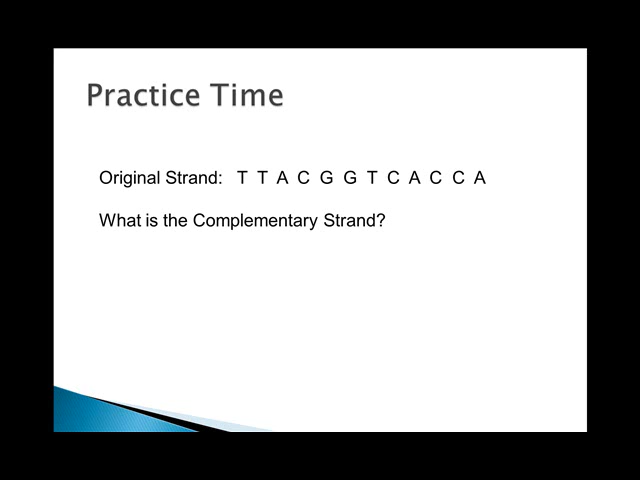 Practice Time
Original Strand: T T A C G G T C A C C A
What is the Complementary Strand?